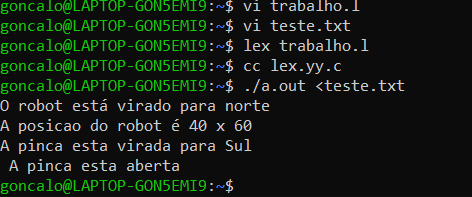 goncalo@LAPTOP-GON5EMI9:~$ vi trabalho.l
goncalo@LAPTOP-GON5EMI9:~$ vi teste.txt
goncalo@LAPTOP-GON5EMI9:~$ lex trabalho.l
goncalo@LAPTOP-GON5EMI9:~$ cc lex.yy.c
goncalo@LAPTOP-GON5EMI9:~$ ./a.out <teste.txt
O robot está virado para norte
A posicao do robot é 40 x 60
A pinca esta virada para Sul
 A pinca esta aberta
goncalo@LAPTOP-GON5EMI9:~$